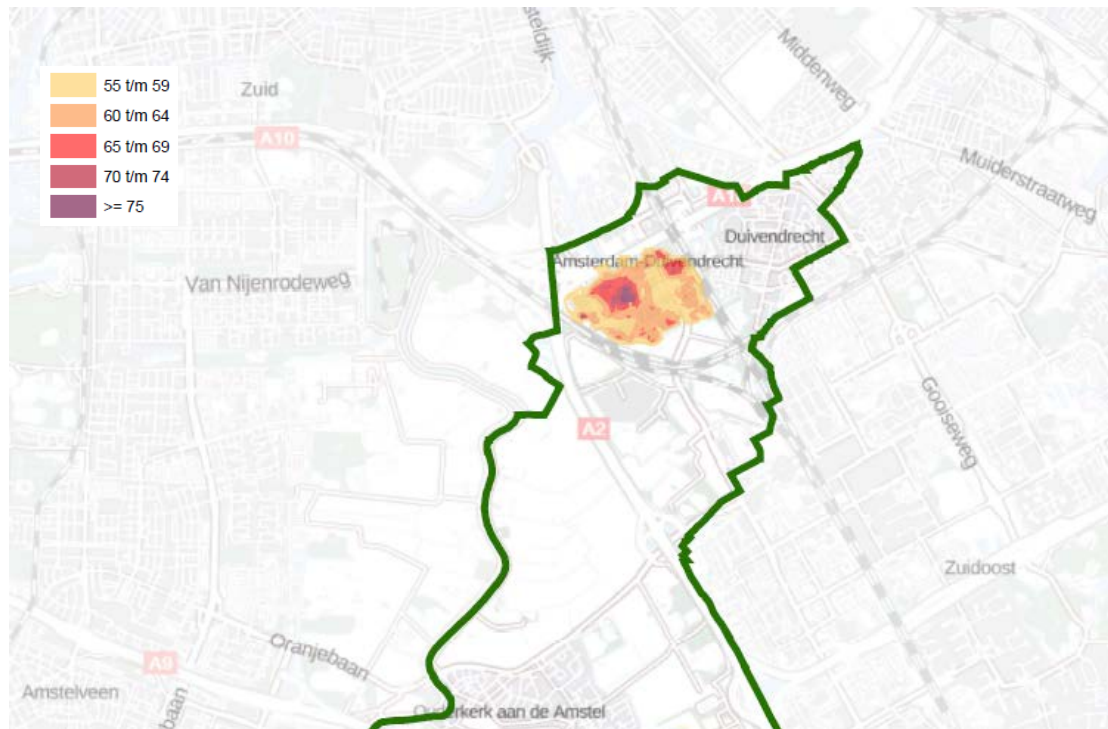 55 t/m 59
60 t/m 64
65 t/m 69
70 t/m 74
>= 75
Zuid
A10
Middenweg
Muiderstraatweg
Duivendrecht
Amsterdam-Duivendrecht
Van Nijenrodeweg
A2
Gooiseweg
Zuidoost
Oranjebaan
A9
Amstelveen
Ouderkerk aan de Amstel